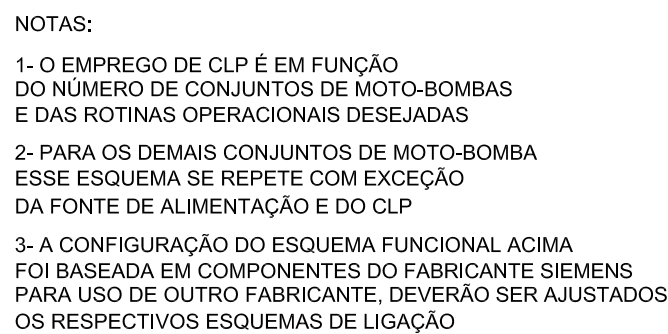 NOTAS:
1- O EMPREGO DE CLP É EM FUNÇÃO
DO NÚMERO DE CONJUNTOS DE MOTO-BOMBAS
E DAS ROTINAS OPERACIONAIS DESEJADAS
2- PARA OS DEMAIS CONJUNTOS DE MOTO-BOMBA
ESSE ESQUEMA SE REPETE COM EXCEÇÃO
DA FONTE DE ALIMENTAÇÃO E DO CLP
3- A CONFIGURAÇÃO DO ESQUEMA FUNCIONAL ACIMA
FOI BASEADA EM COMPONENTES DO FABRICANTE SIEMENS
PARA USO DE OUTRO FABRICANTE, DEVERÃO SER AJUSTADOS
OS RESPECTIVOS ESQUEMAS DE LIGAÇÃO